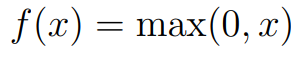 f(x) = max(0, x)